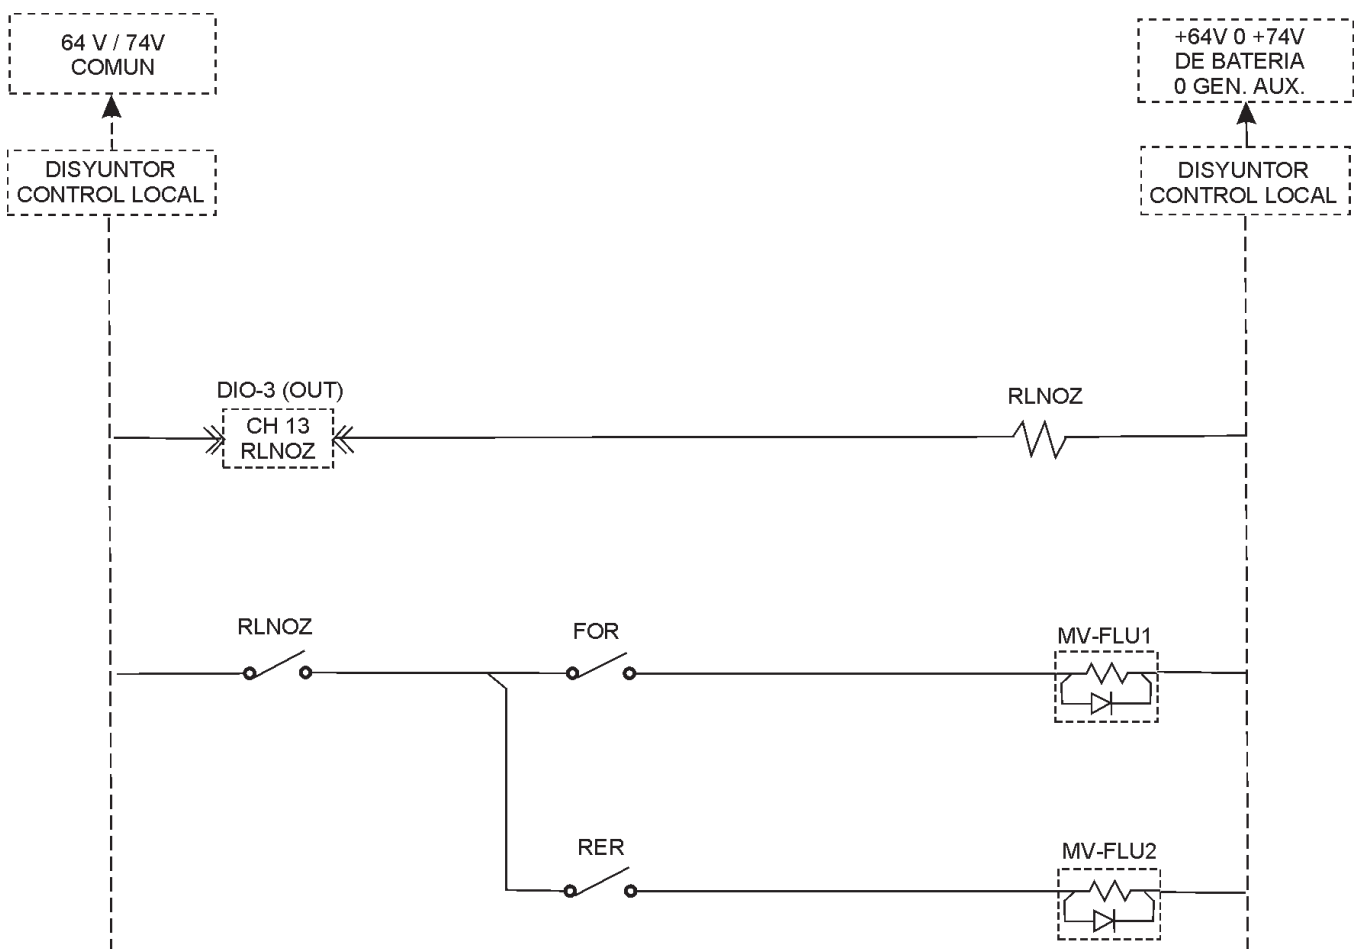 64 V / 74V
COMUN
+64V 0 +74V
DE BATERIA
0 GEN. AUX.
DISYUNTOR
CONTROL LOCAL
DISYUNTOR
CONTROL LOCAL
DIO-3 (OUT)
CH 13
RLNOZ
RLNOZ
RLNOZ
FOR
MV-FLU1
RER
MV-FLU2